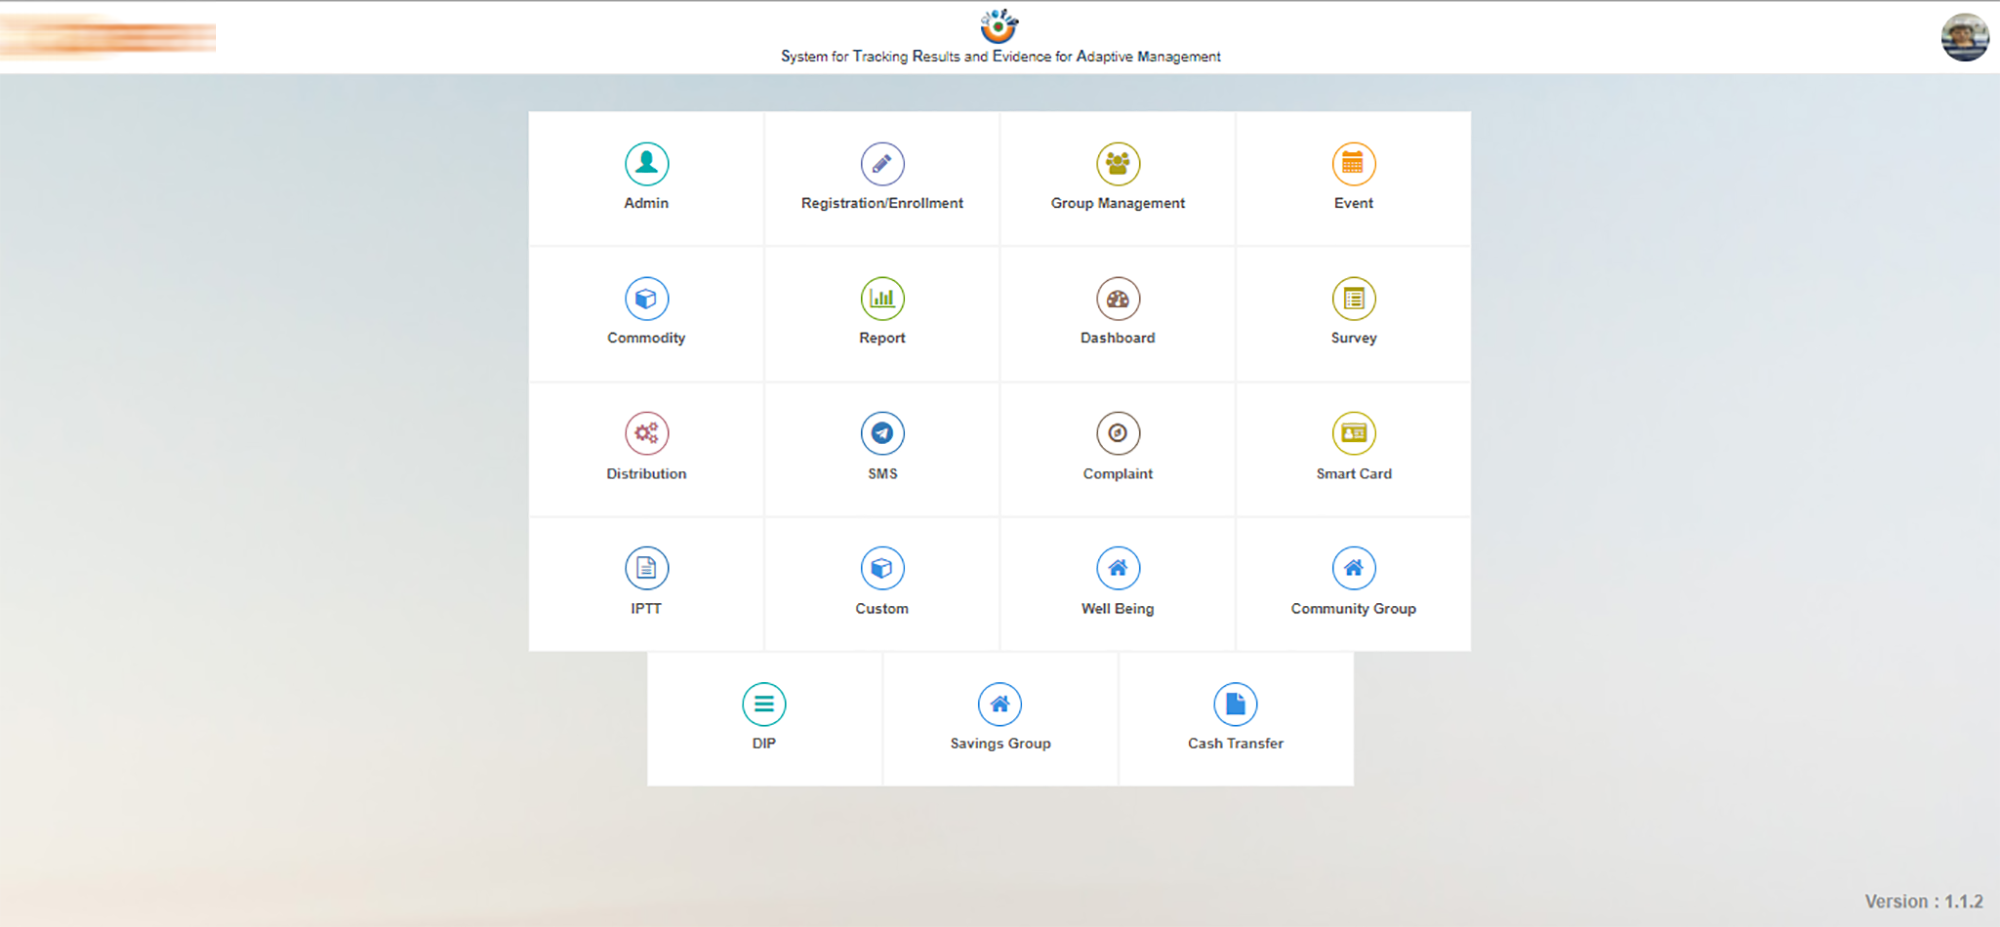 System for Tracking Results and Evidence for Adaptive Management
Admin
Registration/Enrollment
Group Management
Event
Commodity
Report
Dashboard
Survey
Distribution
SMS
Complaint
Smart Card
IPTT
Custom
Well Being
Community Group
DIP
Savings Group
Cash Transfer
Version : 1.1.2